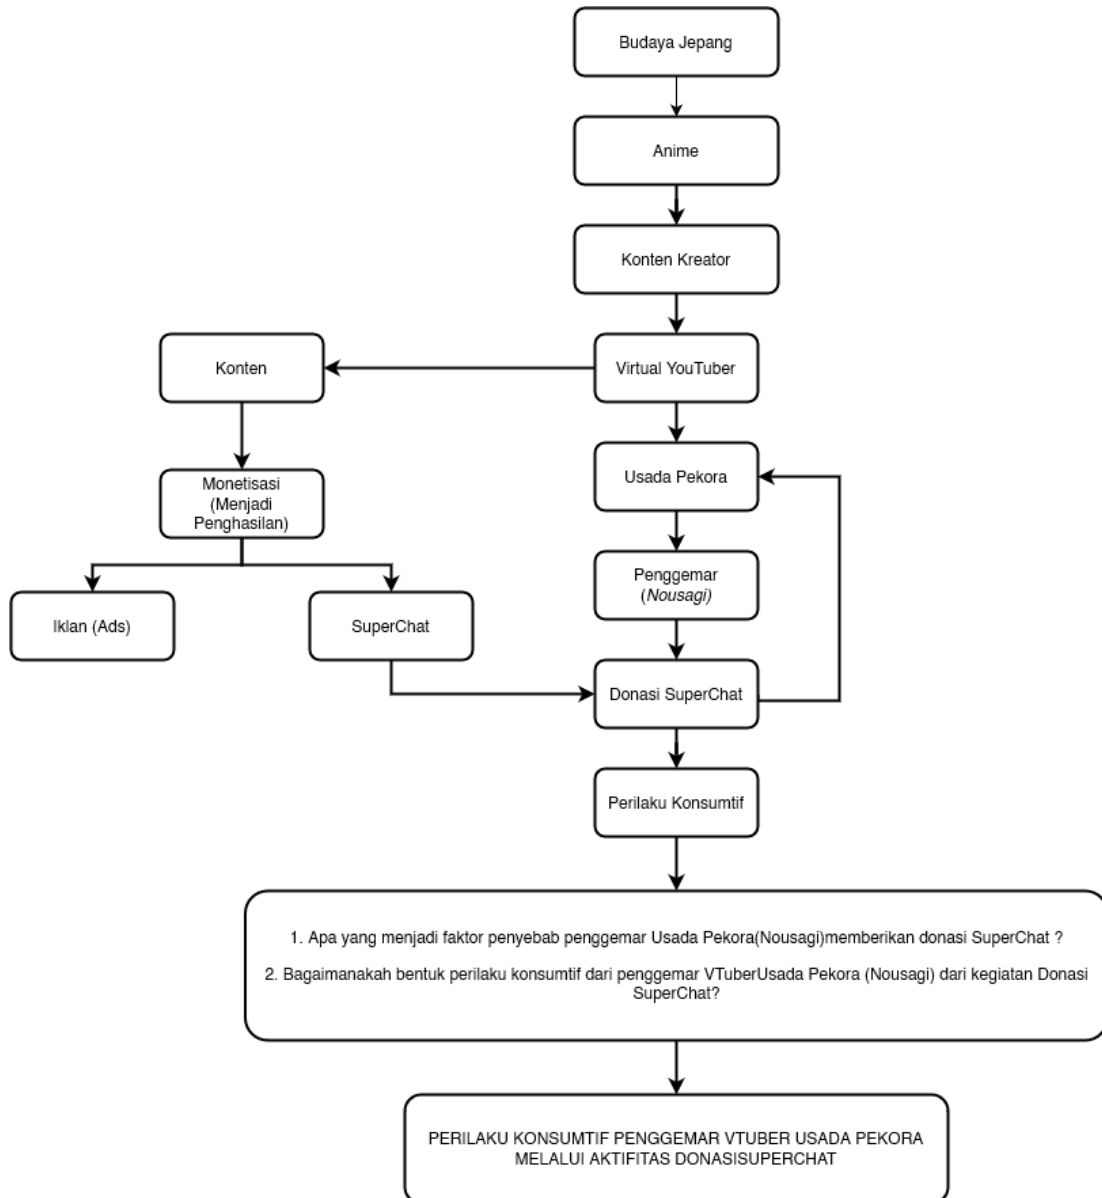 Budaya Jepang
Anime
Konten Kreator
Konten
Virtual YouTuber
Usada Pekora
Monetisasi
(Menjadi
Penghasilan)
Penggemar
(Nousagi)
Iklan (Ads)
SuperChat
Donasi SuperChat
Perilaku Konsumtif
1. Apa yang menjadi faktor penyebab penggemar Usada Pekora(Nousagi)memberikan donasi SuperChat ?
2. Bagaimanakah bentuk perilaku konsumtif dari penggemar VTuberUsada Pekora (Nousagi) dari kegiatan Donasi
SuperChat?
PERILAKU KONSUMTIF PENGGEMAR VTUBER USADA PEKORA
MELALUI AKTIFITAS DONASISUPERCHAT